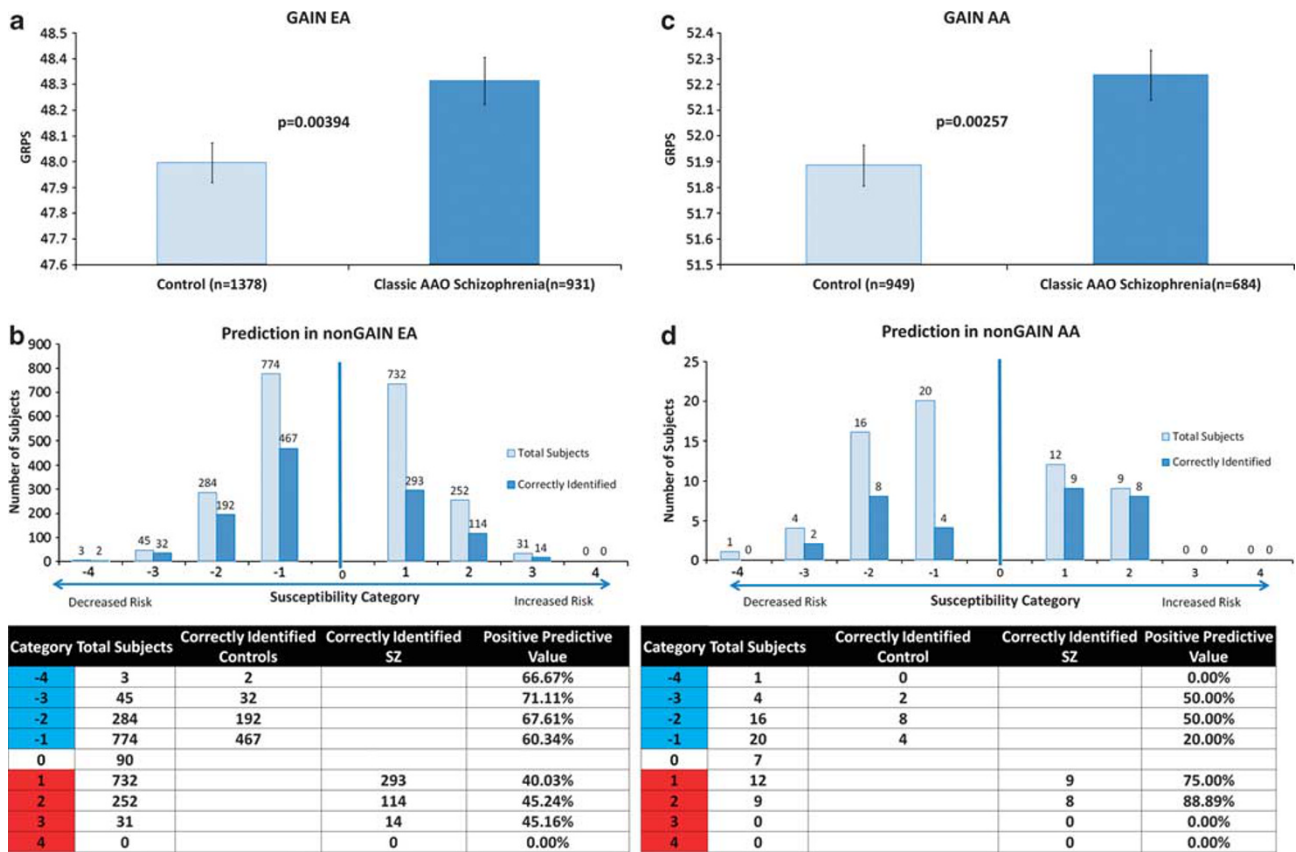 a
GAIN EA
48.5
48.4
48.3
48.2
48.1
48.0
47.9
47.8
47.7
47.6
GRPS
p=0.00394
Control (n=1378)
Classic AAO Schizophrenia(n=931)
c
GAIN AA
52.4
52.3
52.2
52.1
52.0
51.9
51.8
51.7
51.6
51.5
GRPS
p=0.00257
Control (n=949)
Classic AAO Schizophrenia(n=684)
b
Prediction in nonGAIN EA
900
800
700
600
500
400
300
200
100
0
Number of Subjects
3 2
45 32
284 192
774 467
732 293
252 114
31 14
0 0
Total Subjects
Correctly Identified
-4 -3 -2 -1 0 1 2 3 4
Decreased Risk Susceptibility Category Increased Risk
d
Prediction in nonGAIN AA
25
20
15
10
5
0
Number of Subjects
1 0
4 2
16 8
20 4
12 9
9 8
0 0
0 0
Total Subjects
Correctly Identified
-4 -3 -2 -1 0 1 2 3 4
Decreased Risk Susceptibility Category Increased Risk
Category Total Subjects Correctly Identified Controls Correctly Identified SZ Positive Predictive Value
-4 3 2 66.67%
-3 45 32 71.11%
-2 284 192 67.61%
-1 774 467 60.34%
0 90
1 732 293 40.03%
2 252 114 45.24%
3 31 14 45.16%
4 0 0 0.00%
Category Total Subjects Correctly Identified Control Correctly Identified SZ Positive Predictive Value
-4 1 0 0.00%
-3 4 2 50.00%
-2 16 8 50.00%
-1 20 4 20.00%
0 7
1 12 9 75.00%
2 9 8 88.89%
3 0 0 0.00%
4 0 0 0.00%